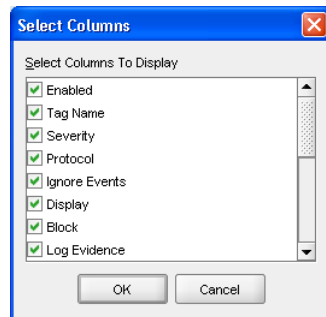 Select Columns
Select Columns To Display
Enabled
Tag Name
Severity
Protocol
Ignore Events
Display
Block
Log Evidence
OK
Cancel